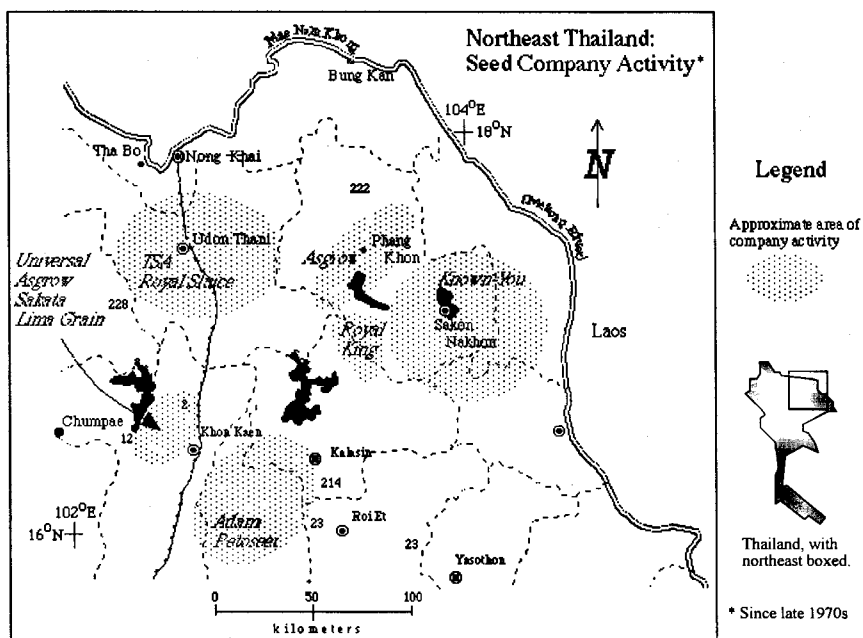 Northeast Thailand:
Seed Company Activity*
Mae Nam Khong
Bung Kan
104°E
18°N
N
Tha Bo
Nong Khai
222
Udon Thani
TSA
Royal Sluice
Asgrow
Phang
Khon
Known-You
Universal
Asgrow
Sakata
Lima Grain
228
Royal
King
Sakon
Nakhon
Laos
2
Chumpae
12
Khon Kaen
Kalasin
214
102°E
16°N
Adam
Petoseed
23
Roi Et
23
Yasothon
0 50 100
kilometers
Legend
Approximate area of
company activity
Thailand, with
northeast boxed.
* Since late 1970s